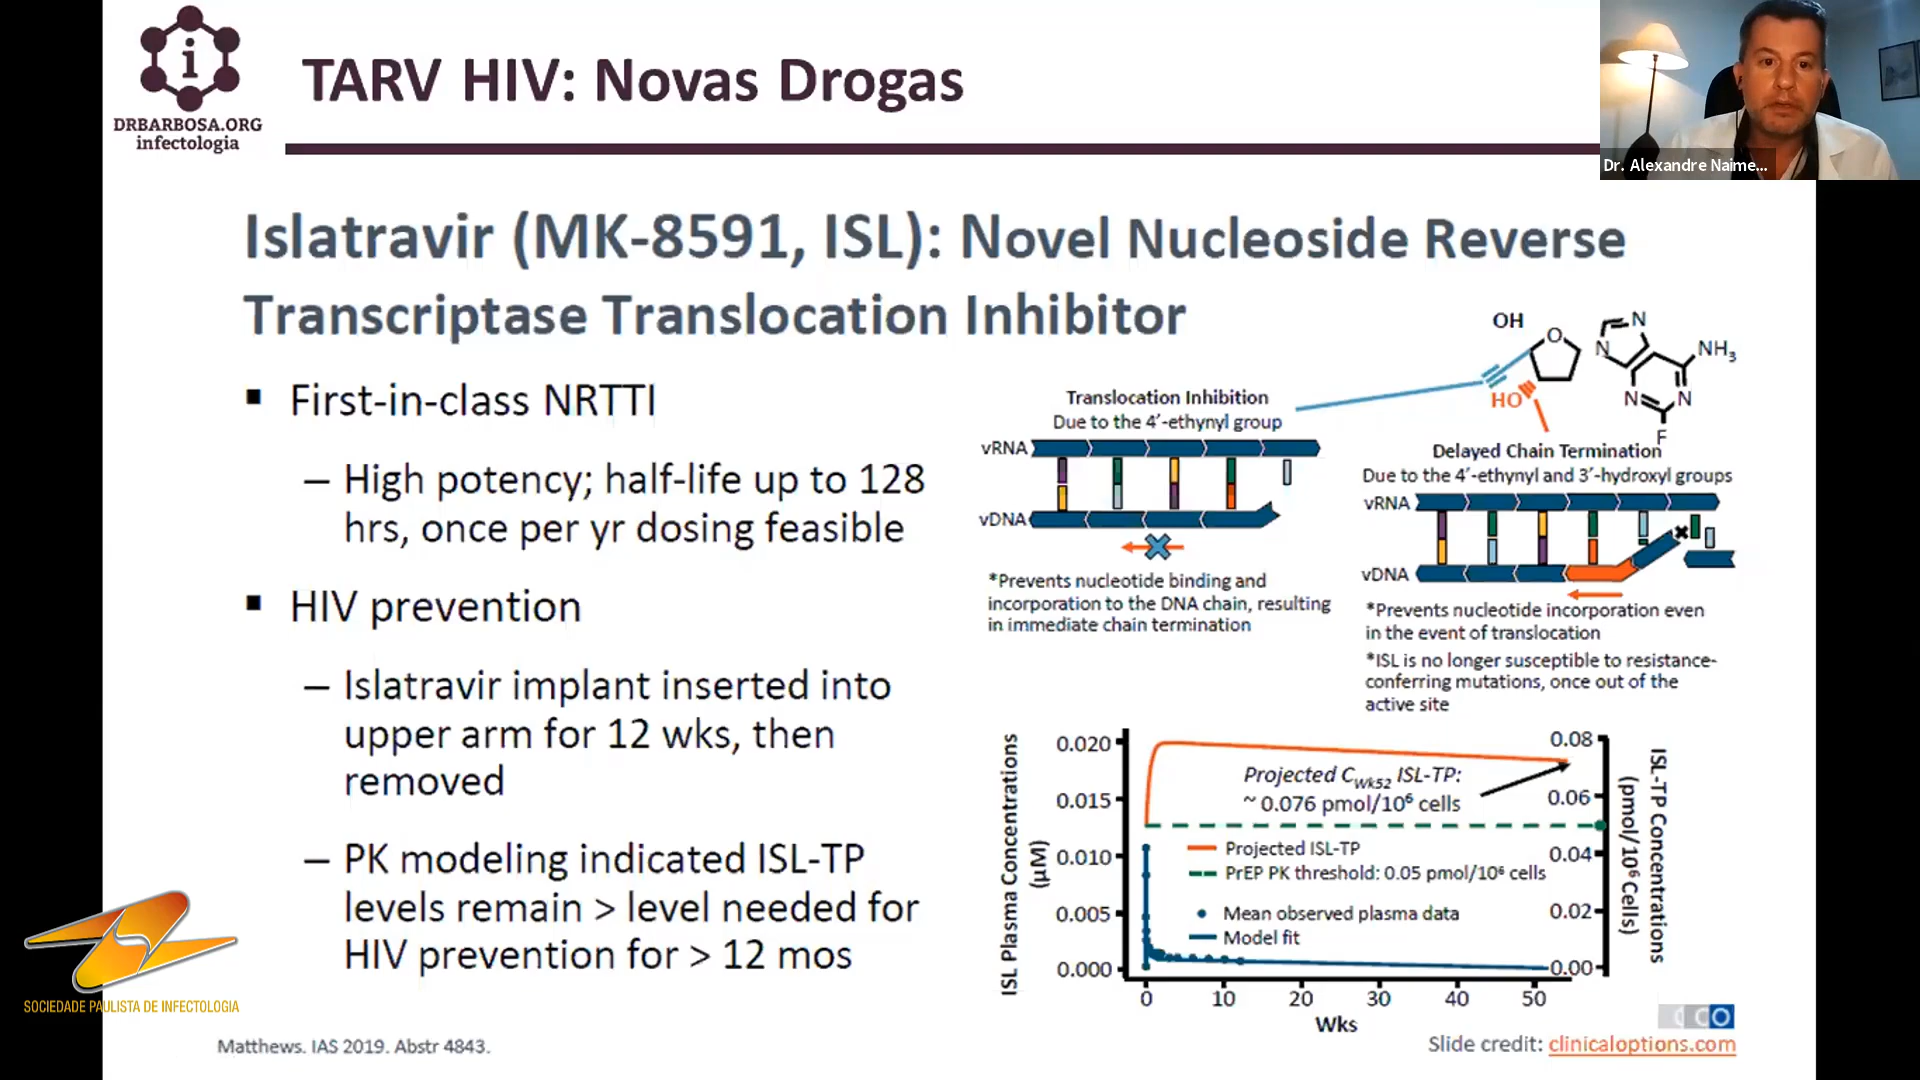 DRBARBOSA.ORG
infectologia
TARV HIV: Novas Drogas
Dr. Alexandre Naime...
Islatravir (MK-8591, ISL): Novel Nucleoside Reverse
Transcriptase Translocation Inhibitor
▪ First-in-class NRTTI
– High potency; half-life up to 128
hrs, once per yr dosing feasible
▪ HIV prevention
– Islatravir implant inserted into
upper arm for 12 wks, then
removed
– PK modeling indicated ISL-TP
levels remain > level needed for
HIV prevention for > 12 mos
OH
O
HO
N
N
NH3
N
N
F
Translocation Inhibition
Due to the 4′-ethynyl group
vRNA
vDNA
*Prevents nucleotide binding and
incorporation to the DNA chain, resulting
in immediate chain termination
Delayed Chain Termination
Due to the 4′-ethynyl and 3′-hydroxyl groups
vRNA
vDNA
*Prevents nucleotide incorporation even
in the event of translocation
*ISL is no longer susceptible to resistance-
conferring mutations, once out of the
active site
ISL Plasma Concentrations
(μM)
0.020
0.015
0.010
0.005
0.000
Projected CWk52 ISL-TP:
~ 0.076 pmol/10⁶ cells
Projected ISL-TP
PrEP PK threshold: 0.05 pmol/10⁶ cells
Mean observed plasma data
Model fit
0.08
0.06
0.04
0.02
0.00
ISL-TP Concentrations
(pmol/10⁶ Cells)
0 10 20 30 40 50
Wks
SOCIEDADE PAULISTA DE INFECTOLOGIA
Matthews. IAS 2019. Abstr 4843.
CCO
Slide credit: clinicaloptions.com